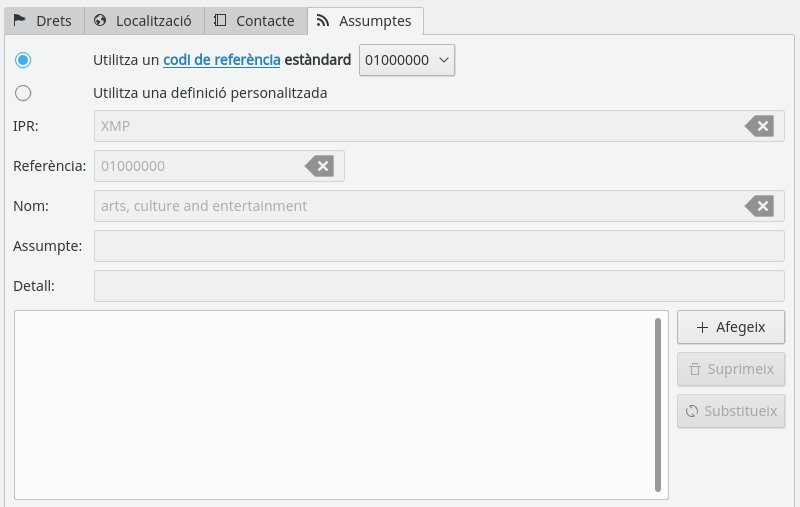 Drets Localització Contacte Assumptes
Utilitza un codi de referència estàndard 01000000
Utilitza una definició personalitzada
IPR: XMP
Referència: 01000000
Nom: arts, culture and entertainment
Assumpte:
Detall:
Afegeix
Suprimeix
Substitueix